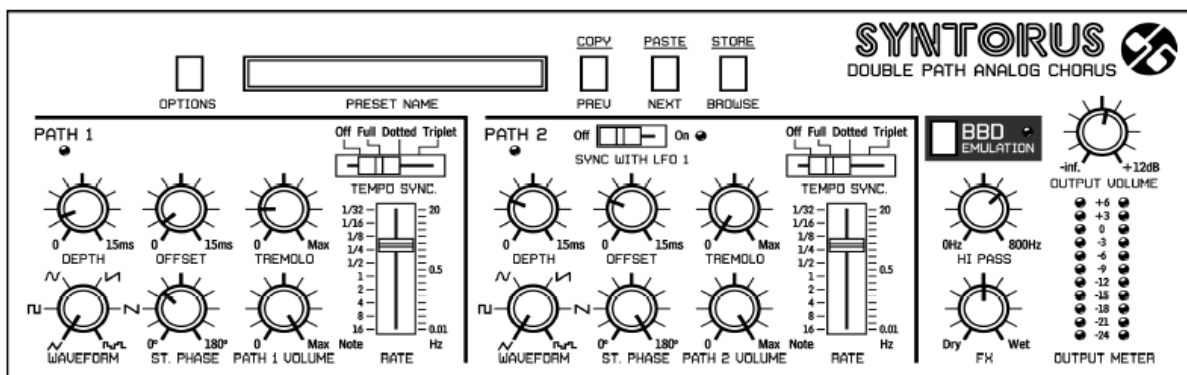 COPY PASTE STORE
SYNTORUS
DOUBLE PATH ANALOG CHORUS
OPTIONS PRESET NAME PREV NEXT BROWSE
PATH 1
Off Full Dotted Triplet
TEMPO SYNC.
0 15ms 0 15ms 0 Max
DEPTH OFFSET TREMOLO
1/32 20
1/16
1/8
1/4
1/2 0.5
1
2
4
8
16 0.01
Note Hz
0° 180° 0 Max
WAVEFORM ST. PHASE PATH 1 VOLUME RATE
PATH 2
Off On
SYNC WITH LFO 1
Off Full Dotted Triplet
TEMPO SYNC.
0 15ms 0 15ms 0 Max
DEPTH OFFSET TREMOLO
1/32 20
1/16
1/8
1/4
1/2 0.5
1
2
4
8
16 0.01
Note Hz
0° 180° 0 Max
WAVEFORM ST. PHASE PATH 2 VOLUME RATE
BBD
EMULATION
0Hz 800Hz
HI PASS
Dry Wet
FX
-inf. +12dB
OUTPUT VOLUME
+6
+3
0
-3
-6
-9
-12
-15
-18
-21
-24
OUTPUT METER